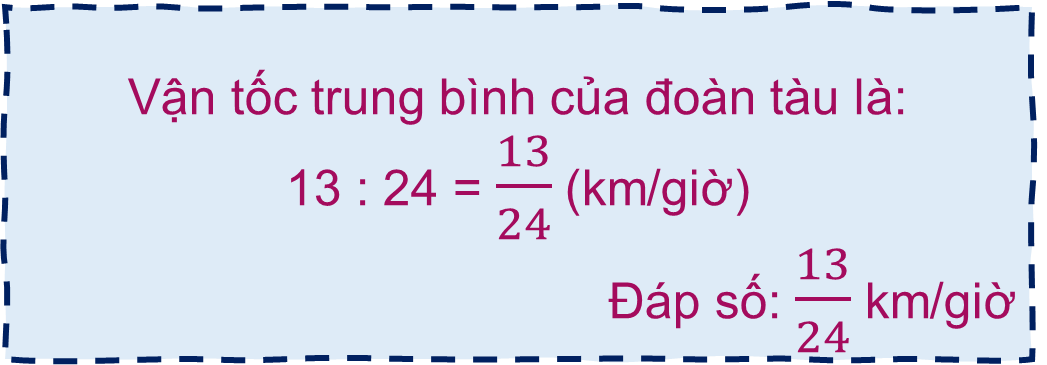 Vận tốc trung bình của đoàn tàu là:
13 : 24 = 13/24 (km/giờ)
Đáp số: 13/24 km/giờ